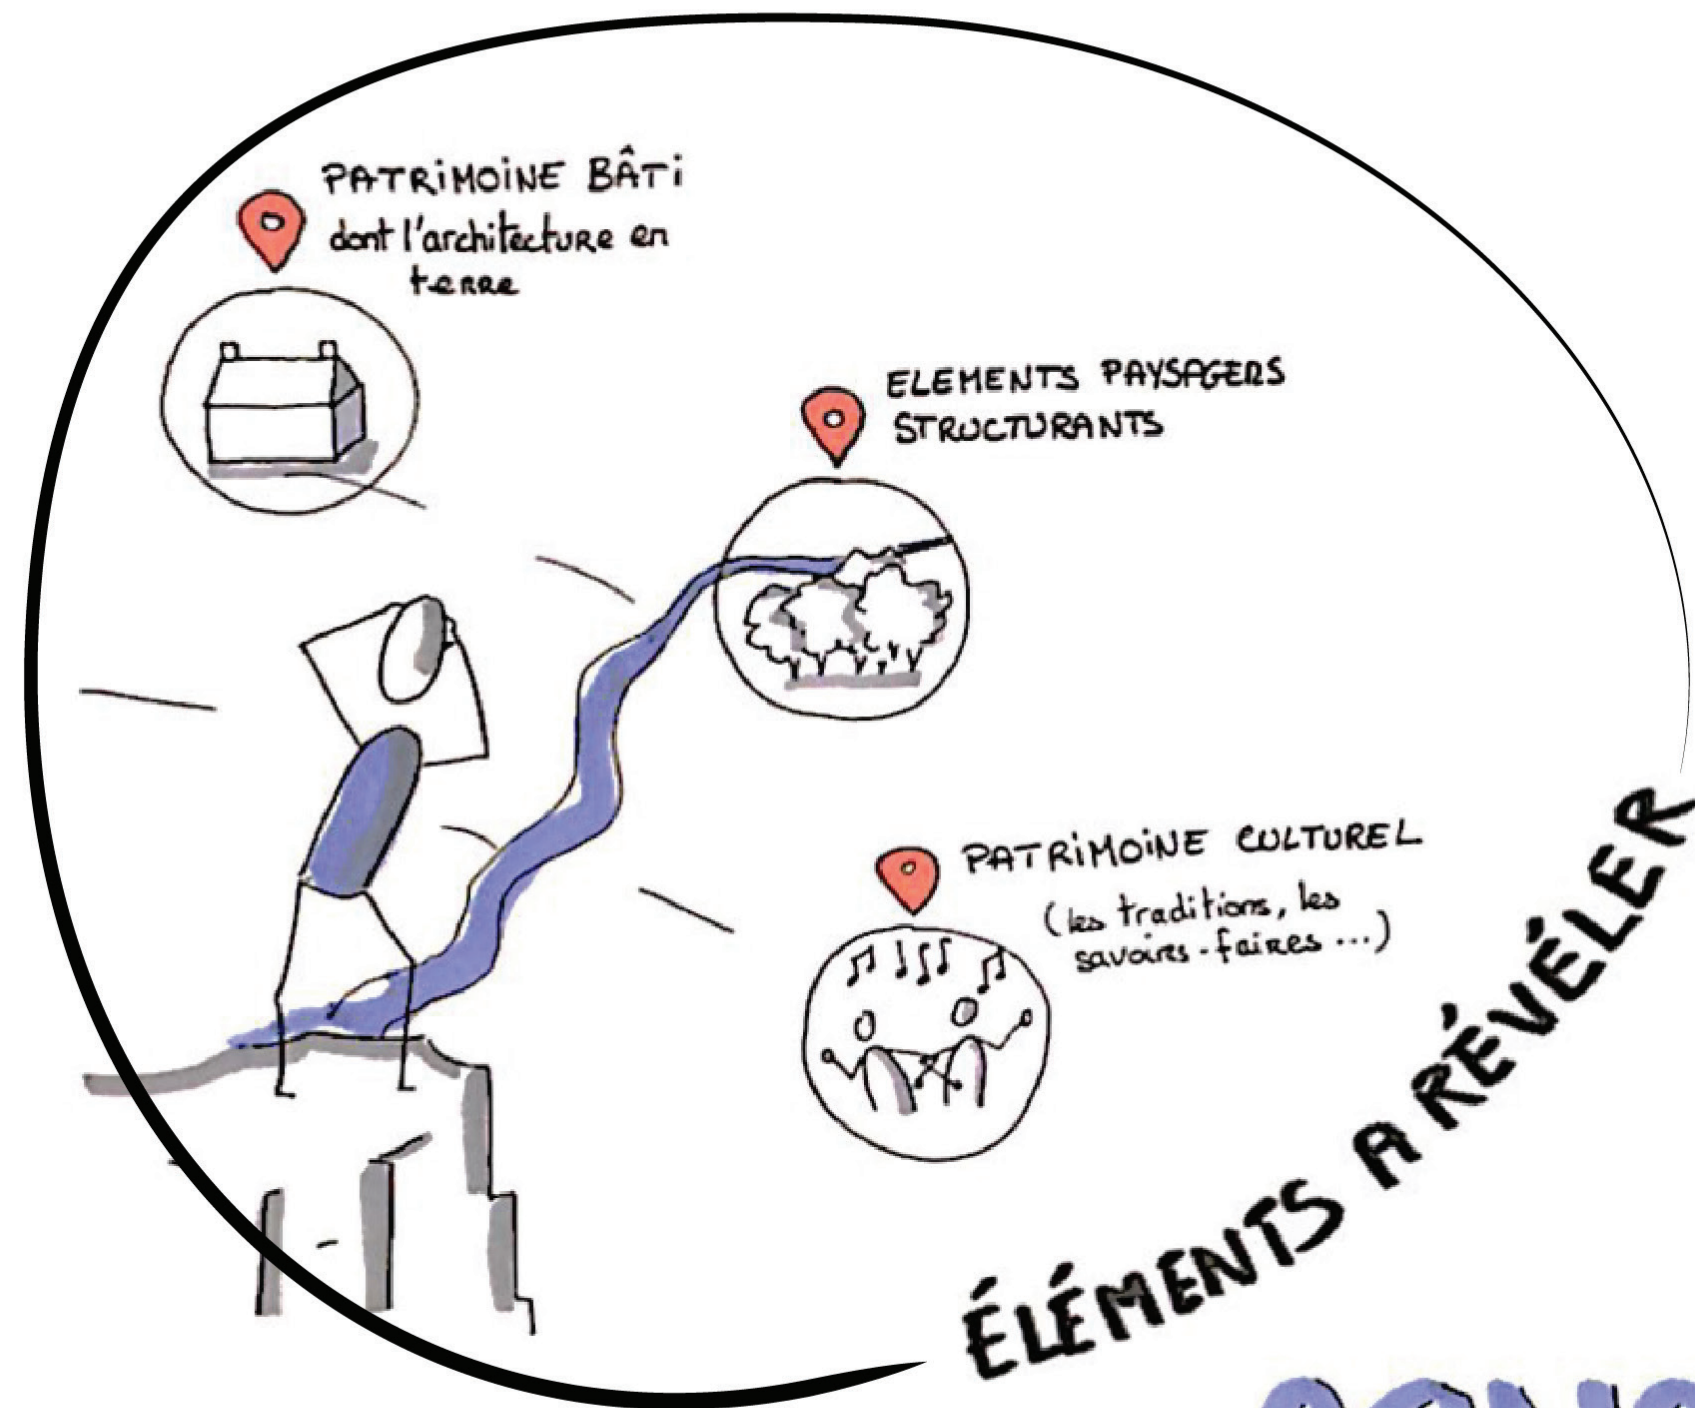 PATRIMOINE BÂTI
dont l'architecture en
terre
ELEMENTS PAYSAGERS
STRUCTURANTS
PATRIMOINE CULTUREL
(les traditions, les
savoirs-faires ...)
ÉLÉMENTS A RÉVÉLER